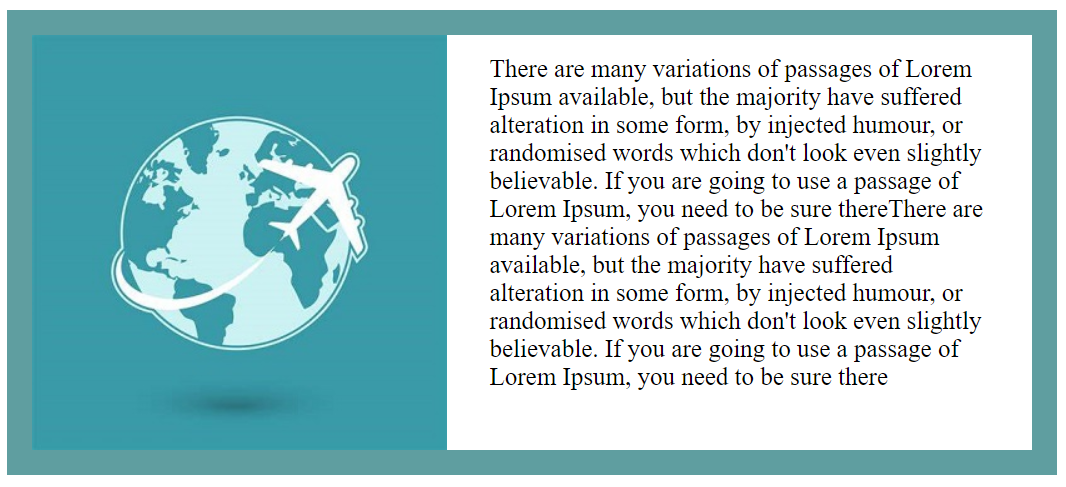 There are many variations of passages of Lorem
Ipsum available, but the majority have suffered
alteration in some form, by injected humour, or
randomised words which don't look even slightly
believable. If you are going to use a passage of
Lorem Ipsum, you need to be sure thereThere are
many variations of passages of Lorem Ipsum
available, but the majority have suffered
alteration in some form, by injected humour, or
randomised words which don't look even slightly
believable. If you are going to use a passage of
Lorem Ipsum, you need to be sure there